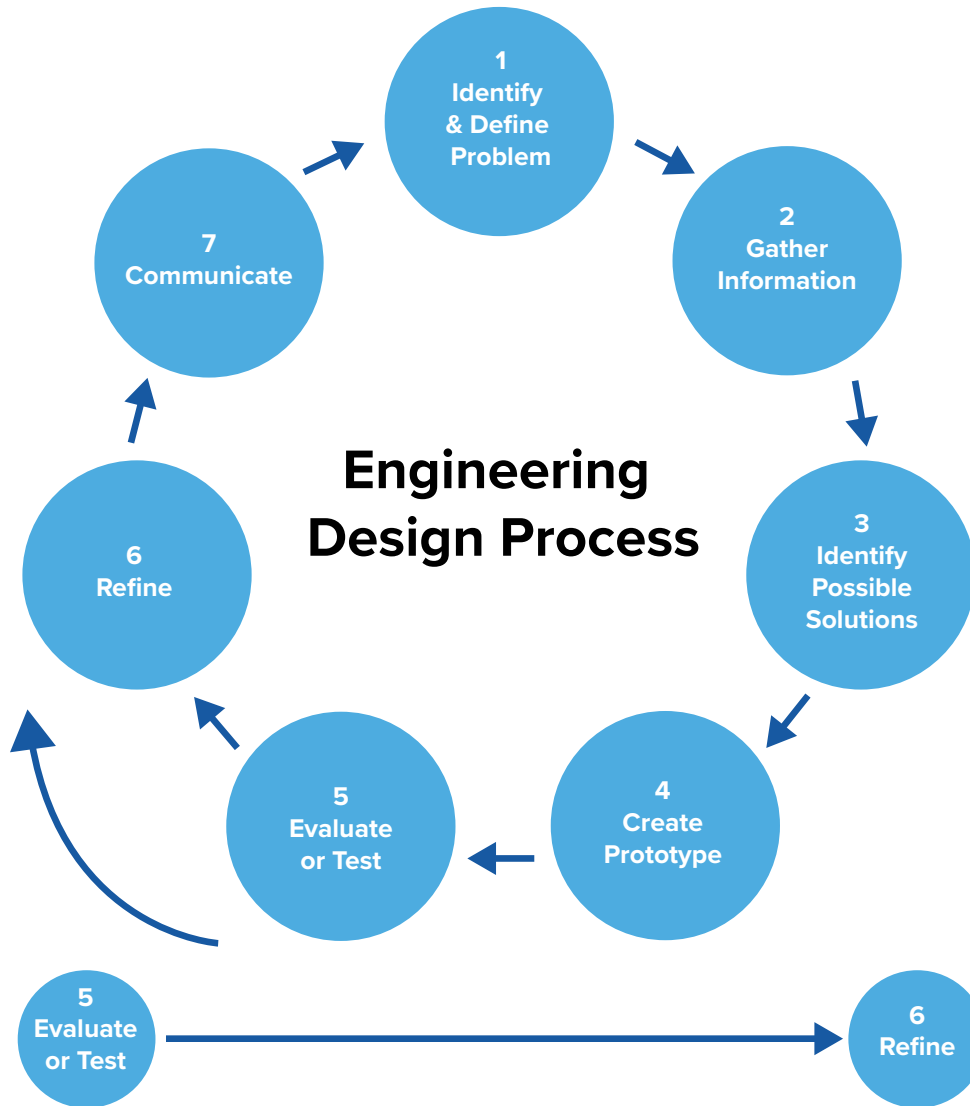 1
Identify
& Define
Problem
2
Gather
Information
3
Identify
Possible
Solutions
4
Create
Prototype
5
Evaluate
or Test
6
Refine
7
Communicate
Engineering
Design Process
5
Evaluate
or Test
6
Refine